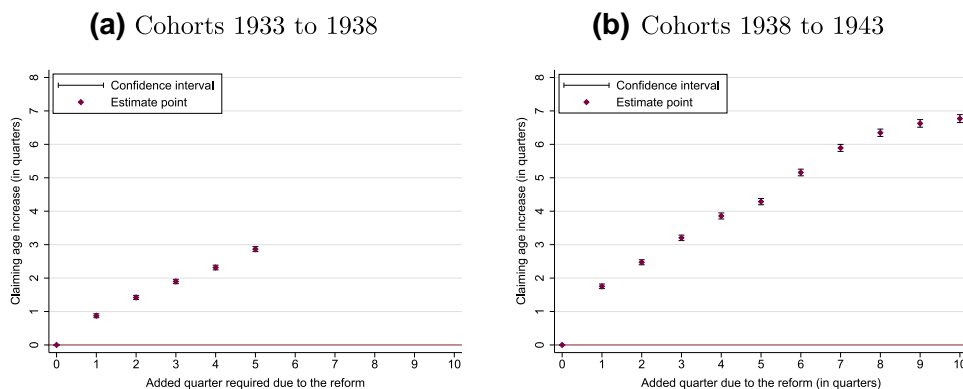 (a) Cohorts 1933 to 1938
Confidence interval
Estimate point
Claiming age increase (in quarters)
0 1 2 3 4 5 6 7 8
0 1 2 3 4 5 6 7 8 9 10
Added quarter required due to the reform
(b) Cohorts 1938 to 1943
Confidence interval
Estimate point
Claiming age increase (in quarters)
0 1 2 3 4 5 6 7 8
0 1 2 3 4 5 6 7 8 9 10
Added quarter due to the reform (in quarters)